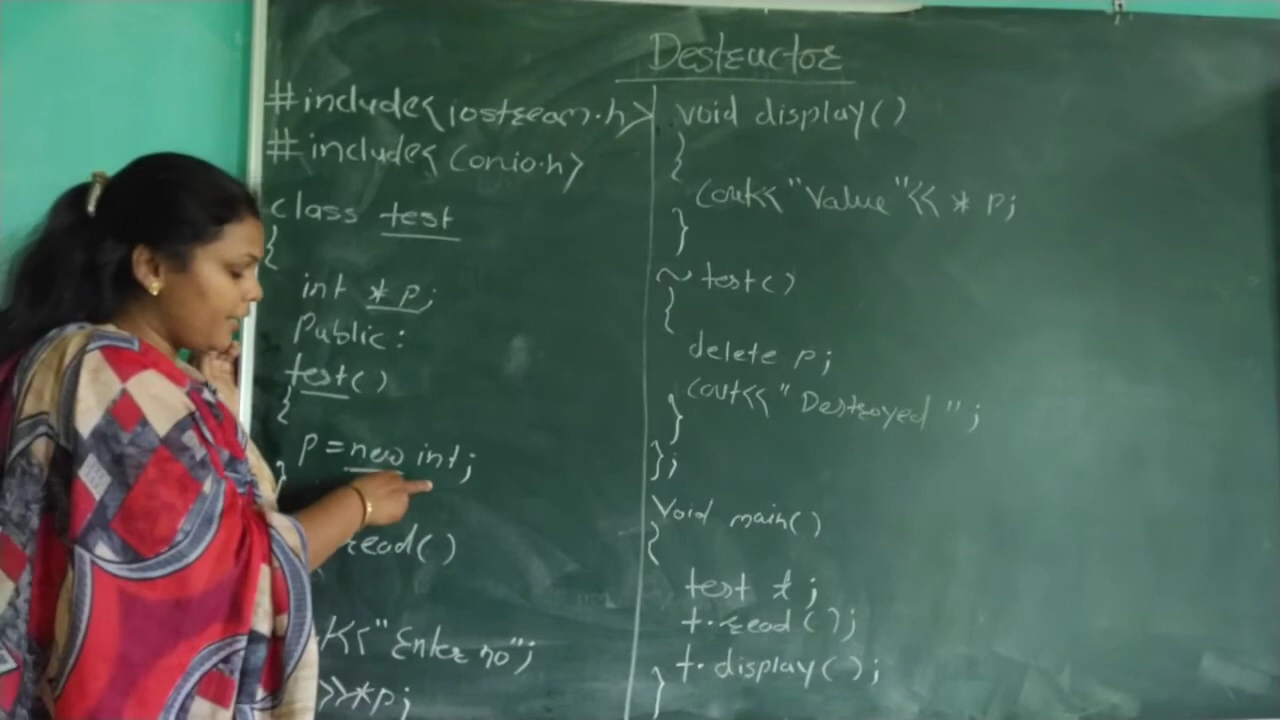 Destructor
#include<iostream.h>
#include<conio.h>
class test
{
int *p;
Public:
test()
{
p = new int;
}
read()
<<"Enter no";
>>*p;
void display()
{
cout<<"Value"<< * p;
}
~ test()
{
delete p;
cout<<"Destroyed";
}
};
Void main()
{
test t;
t.read();
t.display();
}